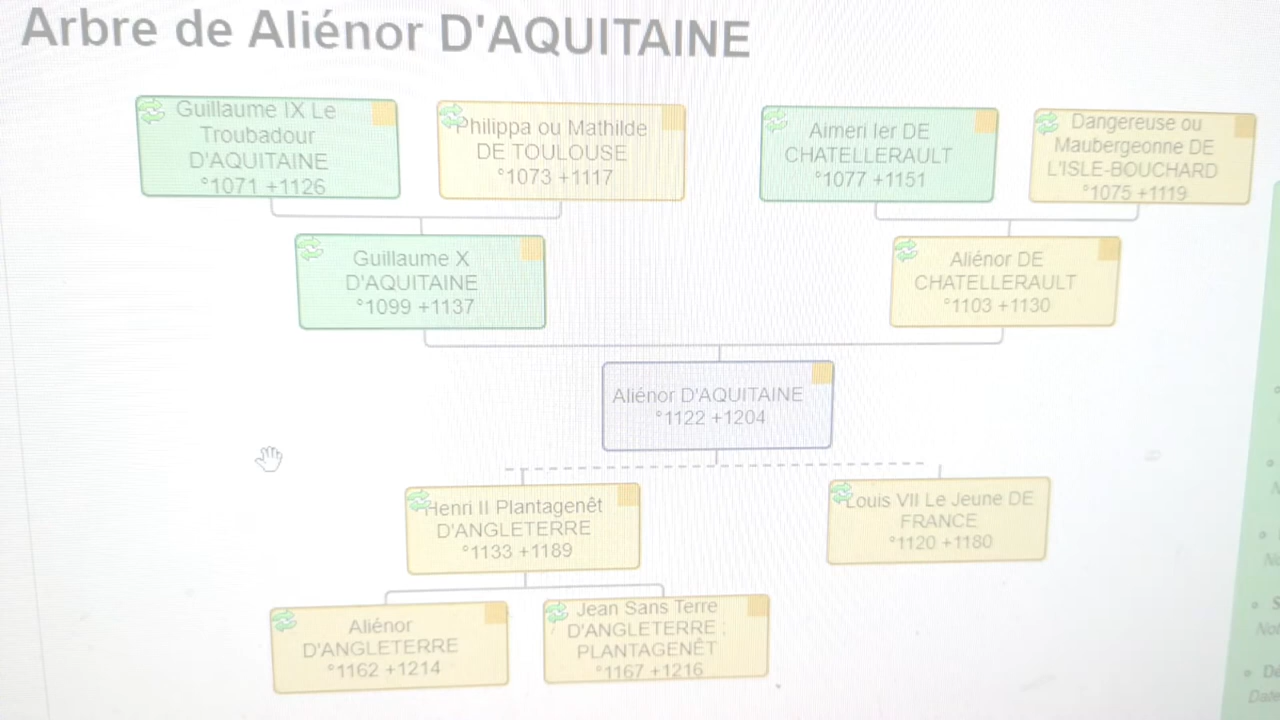 Arbre de Aliénor D'AQUITAINE
Guillaume IX Le
Troubadour
D'AQUITAINE
°1071 +1126
Philippa ou Mathilde
DE TOULOUSE
°1073 +1117
Aimeri Ier DE
CHATELLERAULT
°1077 +1151
Dangereuse ou
Maubergeonne DE
L'ISLE-BOUCHARD
°1075 +1119
Guillaume X
D'AQUITAINE
°1099 +1137
Aliénor DE
CHATELLERAULT
°1103 +1130
Aliénor D'AQUITAINE
°1122 +1204
Henri II Plantagenêt
D'ANGLETERRE
°1133 +1189
Louis VII Le Jeune DE
FRANCE
°1120 +1180
Aliénor
D'ANGLETERRE
°1162 +1214
Jean Sans Terre
D'ANGLETERRE ;
PLANTAGENÊT
°1167 +1216